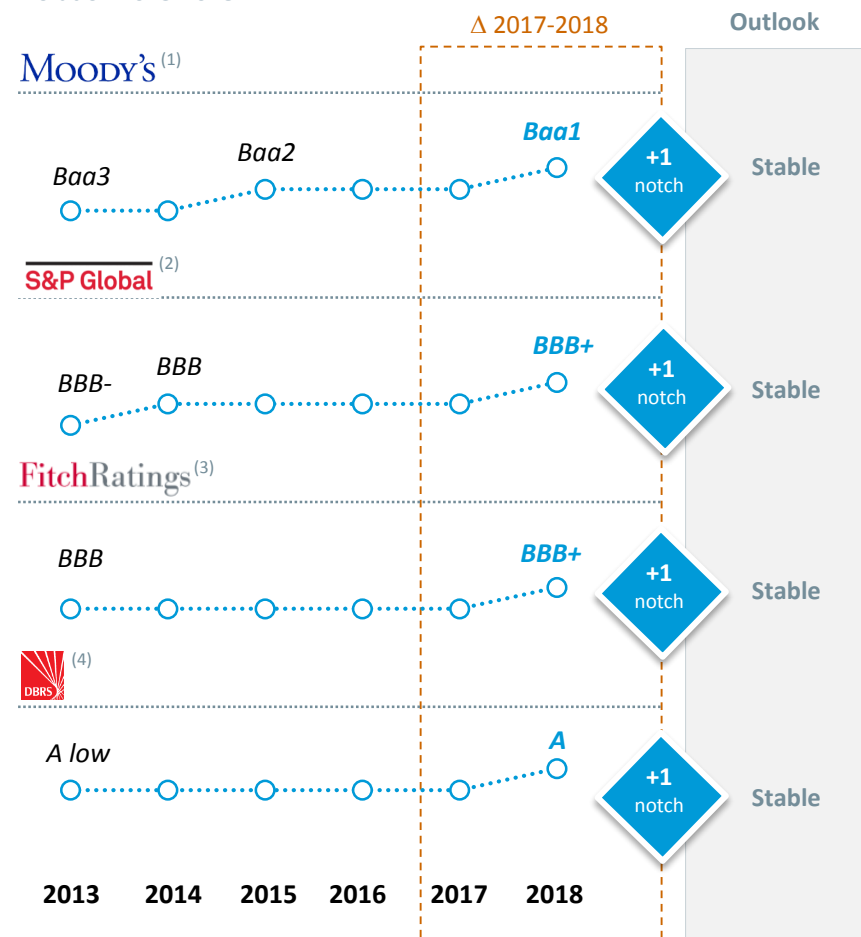 Δ 2017-2018
Outlook
MOODY'S (1)
Baa3
Baa2
Baa1
+1
notch
Stable
S&P Global (2)
BBB-
BBB
BBB+
+1
notch
Stable
FitchRatings (3)
BBB
BBB+
+1
notch
Stable
DBRS (4)
A low
A
+1
notch
Stable
2013 2014 2015 2016 2017 2018